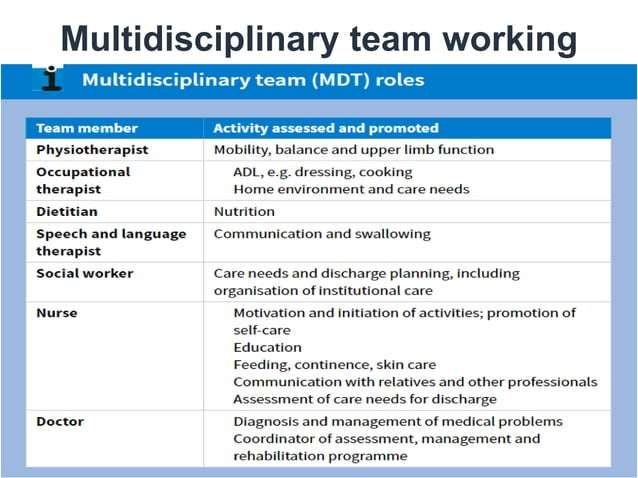 Multidisciplinary team working
i Multidisciplinary team (MDT) roles
Team member Activity assessed and promoted
Physiotherapist Mobility, balance and upper limb function
Occupational therapist ADL, e.g. dressing, cooking
Home environment and care needs
Dietitian Nutrition
Speech and language therapist Communication and swallowing
Social worker Care needs and discharge planning, including
organisation of institutional care
Nurse Motivation and initiation of activities; promotion of
self-care
Education
Feeding, continence, skin care
Communication with relatives and other professionals
Assessment of care needs for discharge
Doctor Diagnosis and management of medical problems
Coordinator of assessment, management and
rehabilitation programme